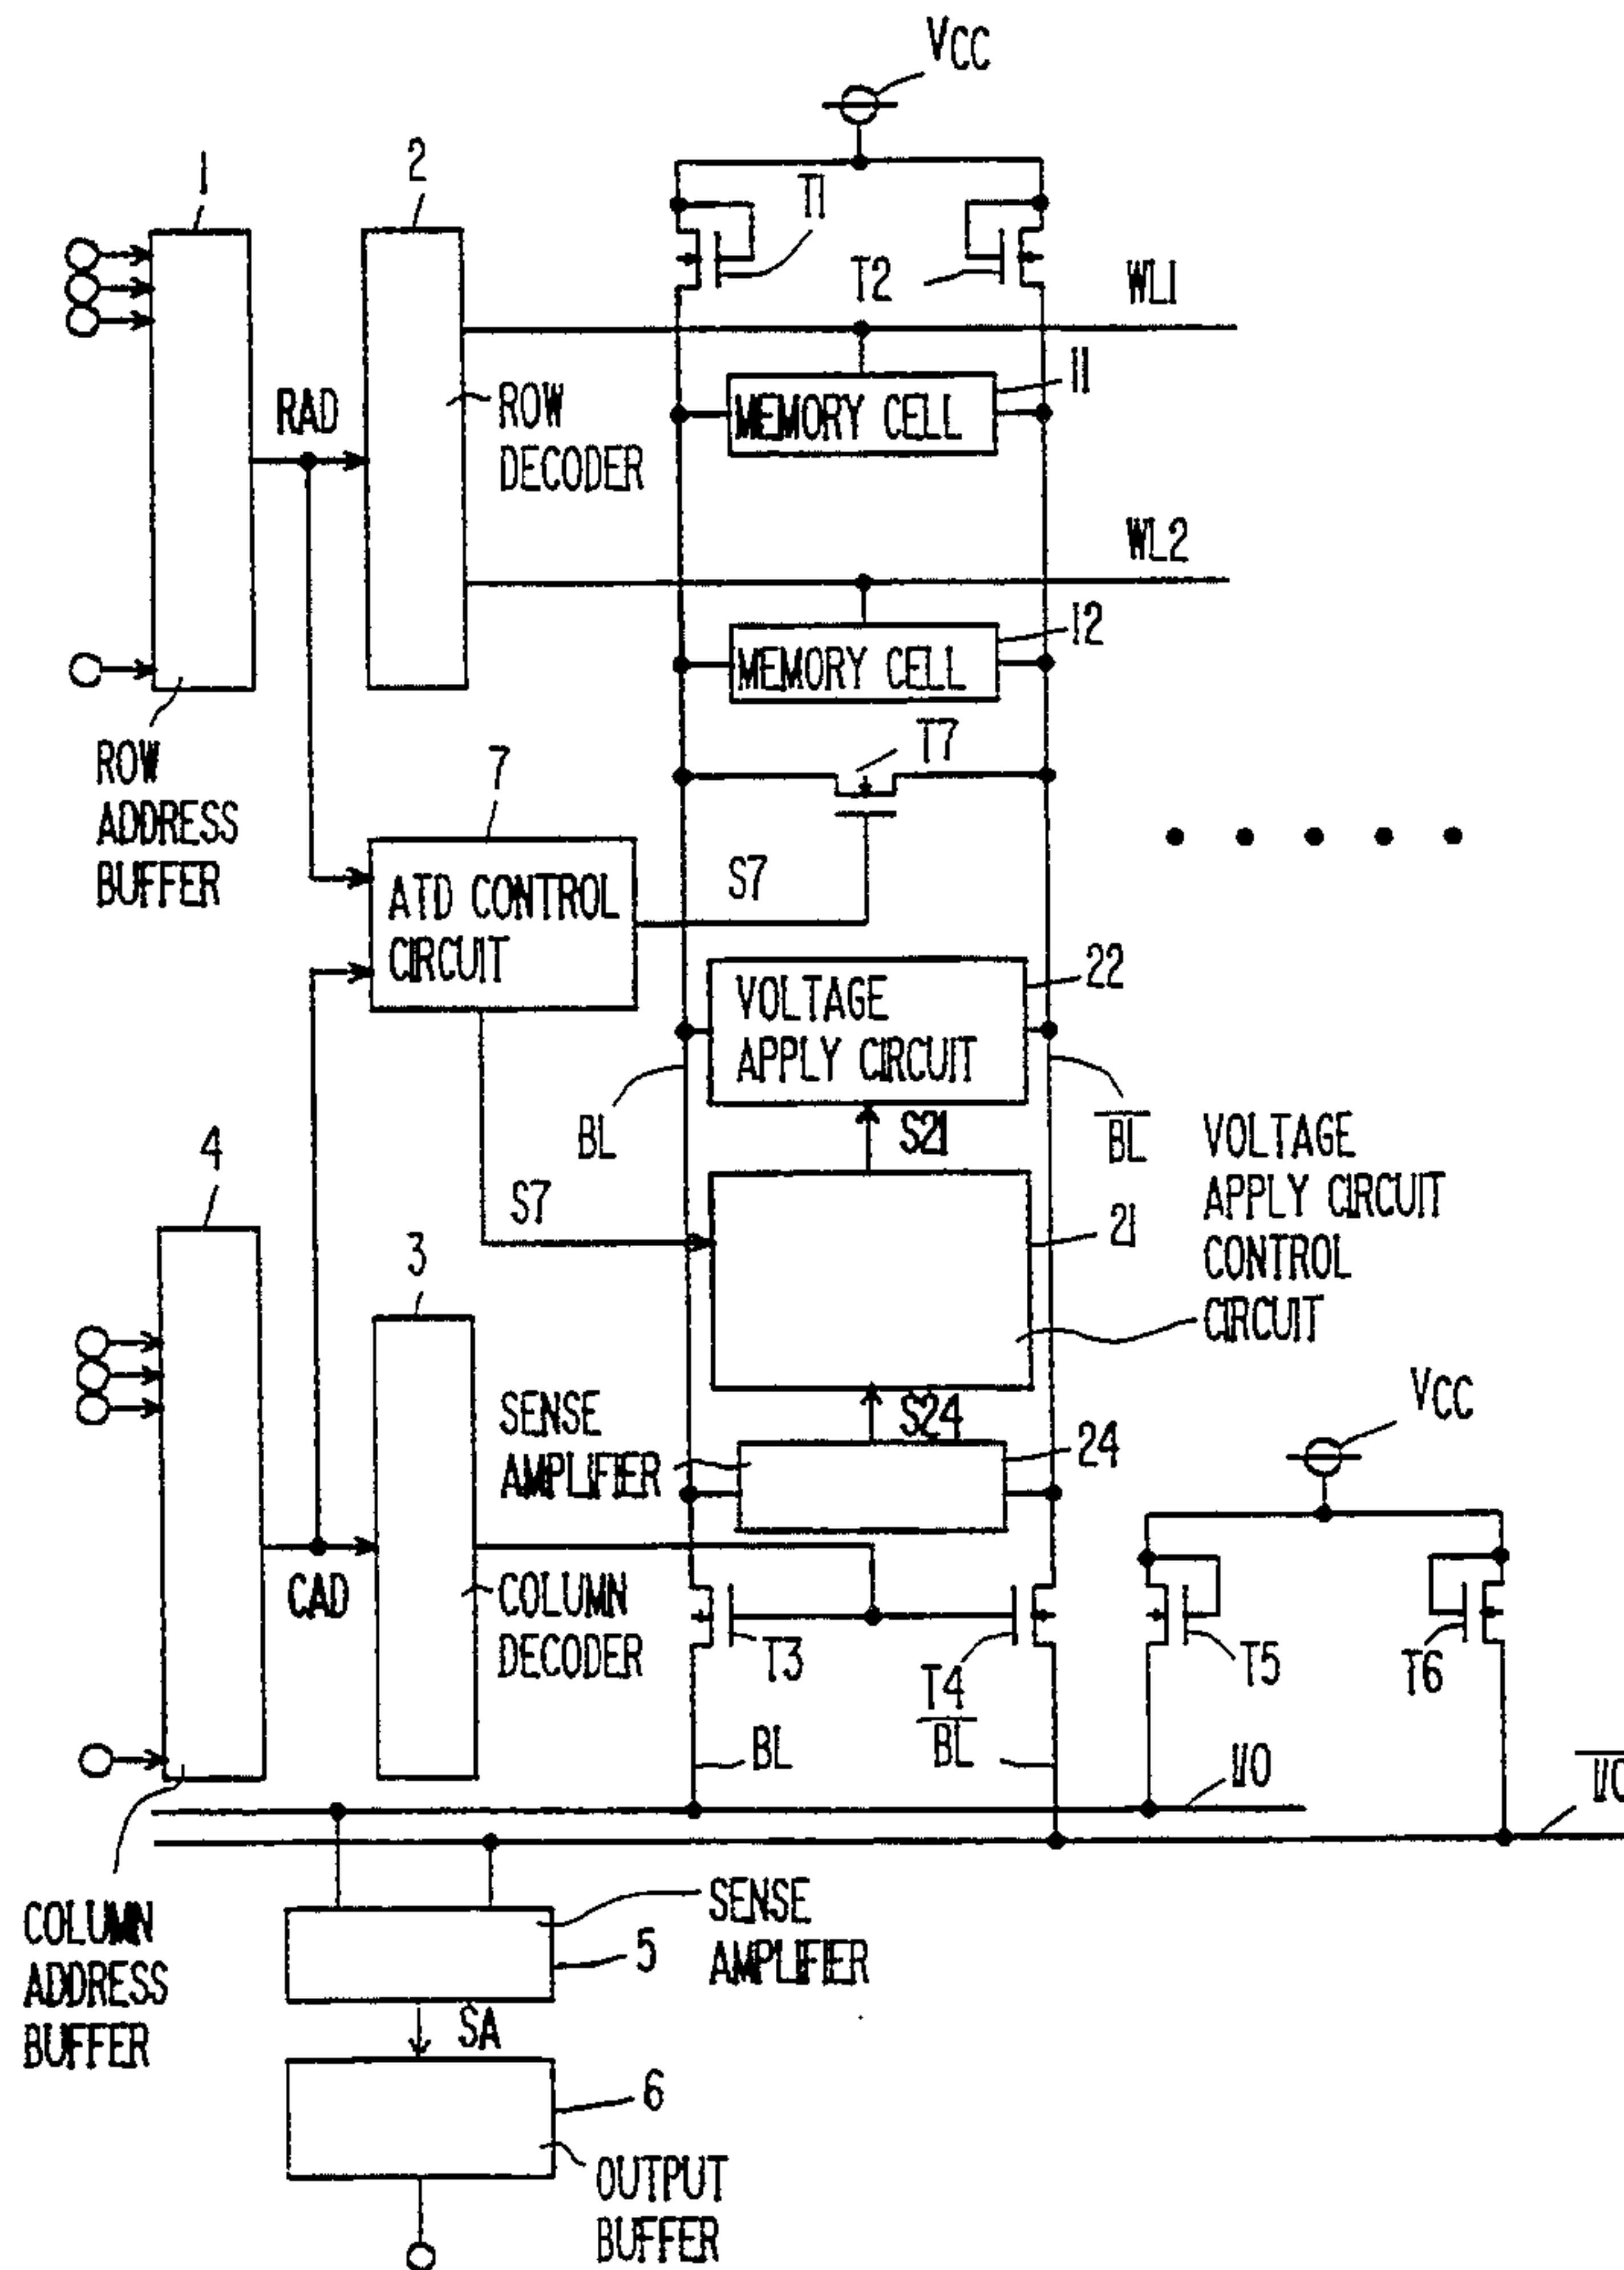 VCC
1
2
T1
T2
WL1
11
MEMORY CELL
RAD
ROW
DECODER
WL2
12
MEMORY CELL
ROW
ADDRESS
BUFFER
7
T7
ATD CONTROL
CIRCUIT
S7
22
VOLTAGE
APPLY CIRCUIT
BL
S21
BL
VOLTAGE
APPLY CIRCUIT
CONTROL
CIRCUIT
4
S7
21
3
SENSE
AMPLIFIER
S24
24
VCC
CAD
COLUMN
DECODER
T3
T4
T5
T6
BL
BL
I/O
I/O
COLUMN
ADDRESS
BUFFER
SENSE
AMPLIFIER
5
SA
6
OUTPUT
BUFFER